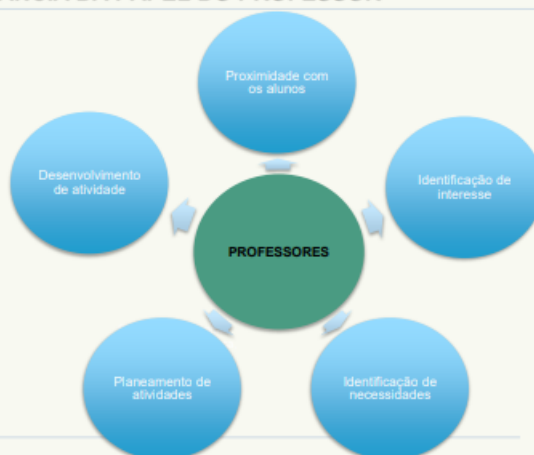 Proximidade com
os alunos
Desenvolvimento
de atividade
Identificação de
interesse
PROFESSORES
Planeamento de
atividades
Identificação de
necessidades